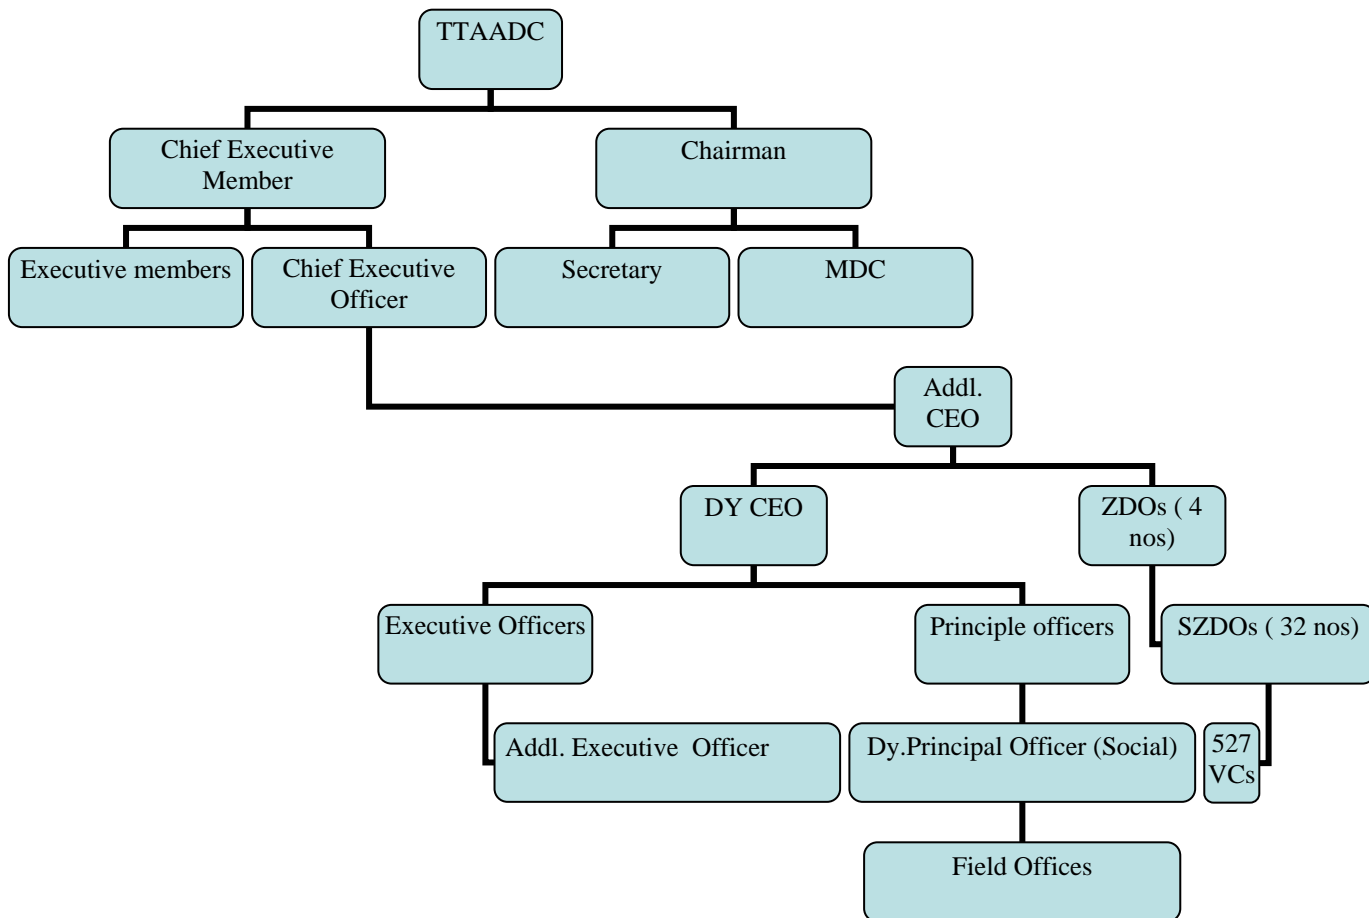 TTAADC
Chief Executive
Member
Chairman
Executive members
Chief Executive
Officer
Secretary
MDC
Addl.
CEO
DY CEO
ZDOs ( 4
nos)
Executive Officers
Principle officers
SZDOs ( 32 nos)
Addl. Executive  Officer
Dy.Principal Officer (Social)
527
VCs
Field Offices